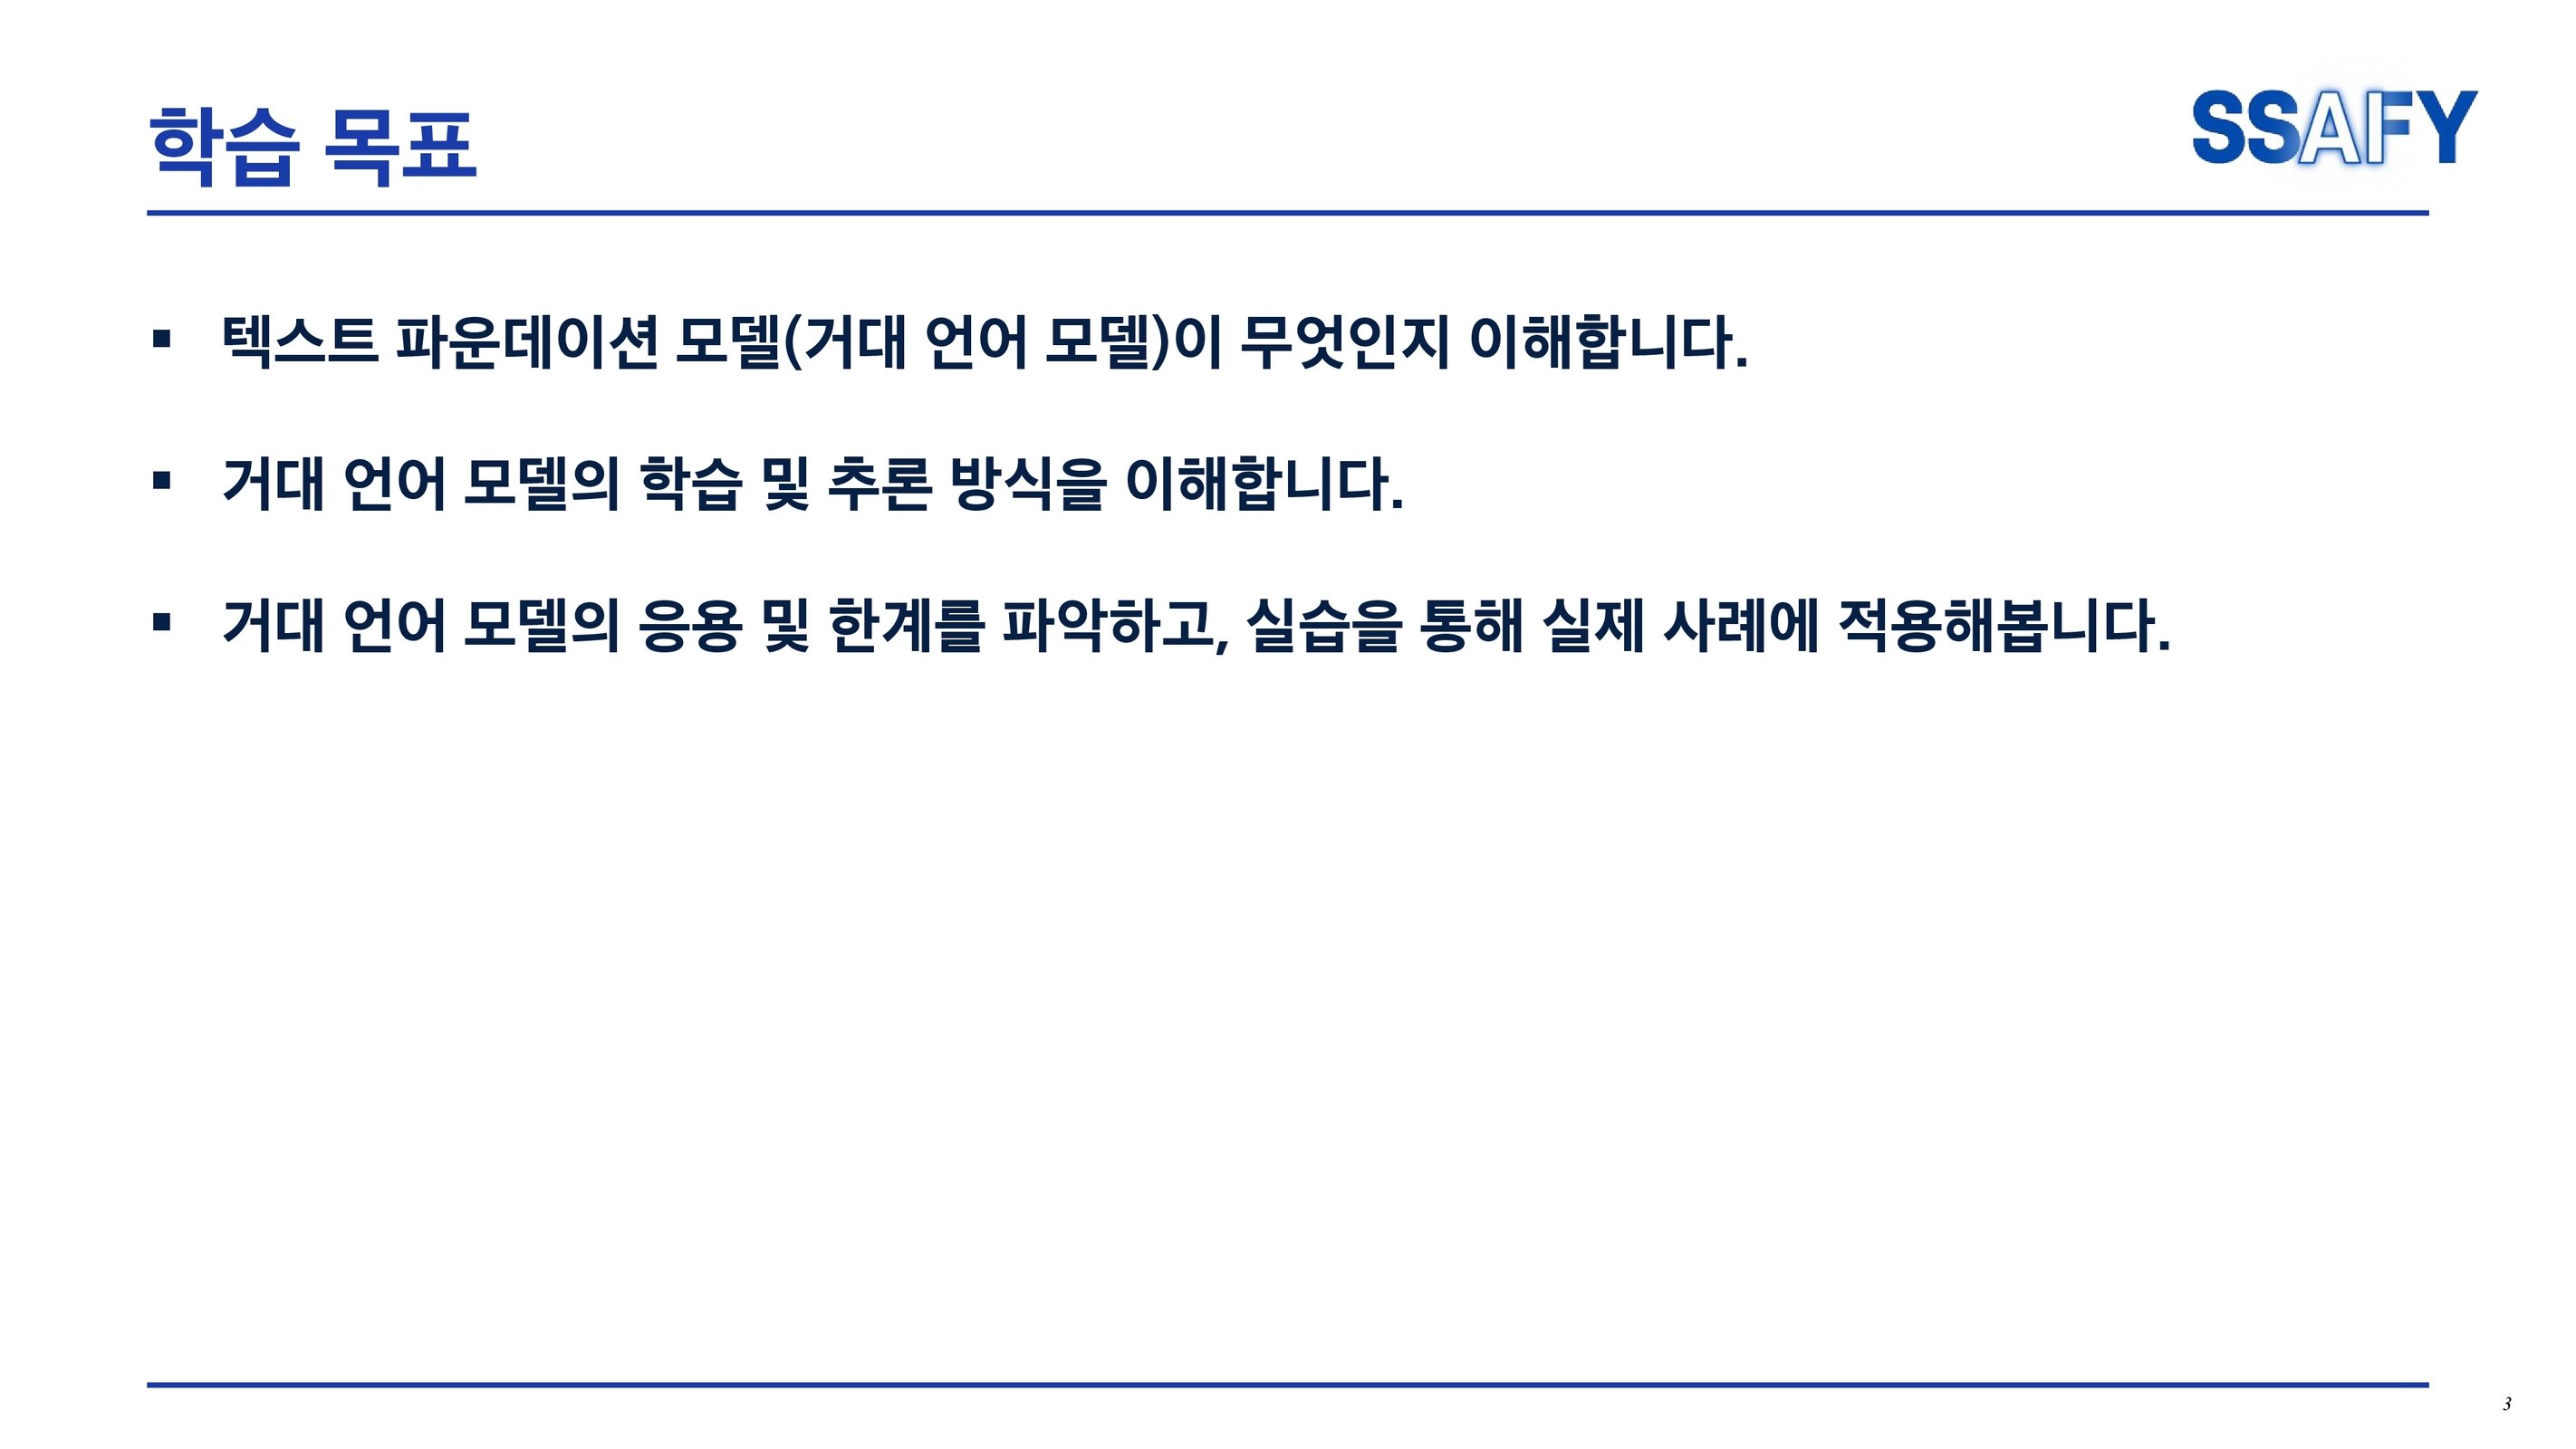 학습 목표
SSAFY
▪ 텍스트 파운데이션 모델(거대 언어 모델)이 무엇인지 이해합니다.
▪ 거대 언어 모델의 학습 및 추론 방식을 이해합니다.
▪ 거대 언어 모델의 응용 및 한계를 파악하고, 실습을 통해 실제 사례에 적용해봅니다.
3